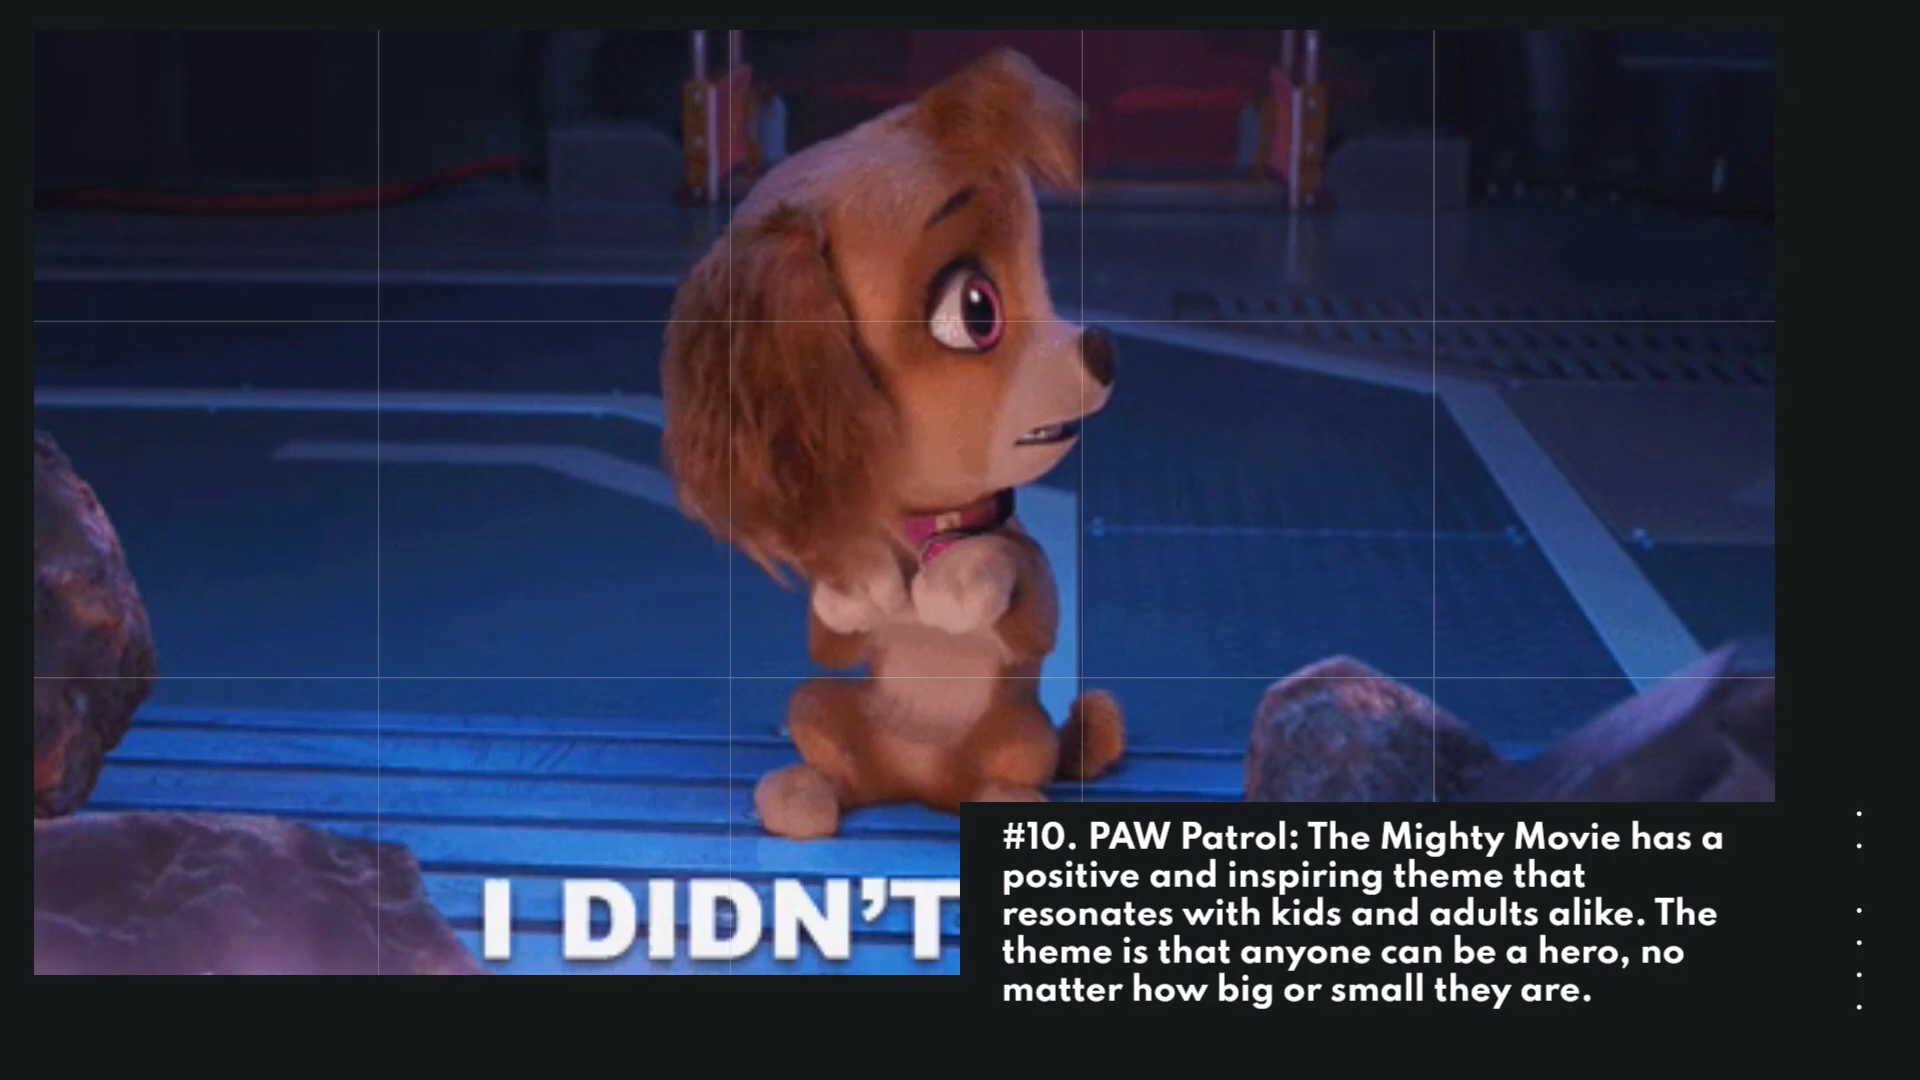 I DIDN'T
#10. PAW Patrol: The Mighty Movie has a
positive and inspiring theme that
resonates with kids and adults alike. The
theme is that anyone can be a hero, no
matter how big or small they are.